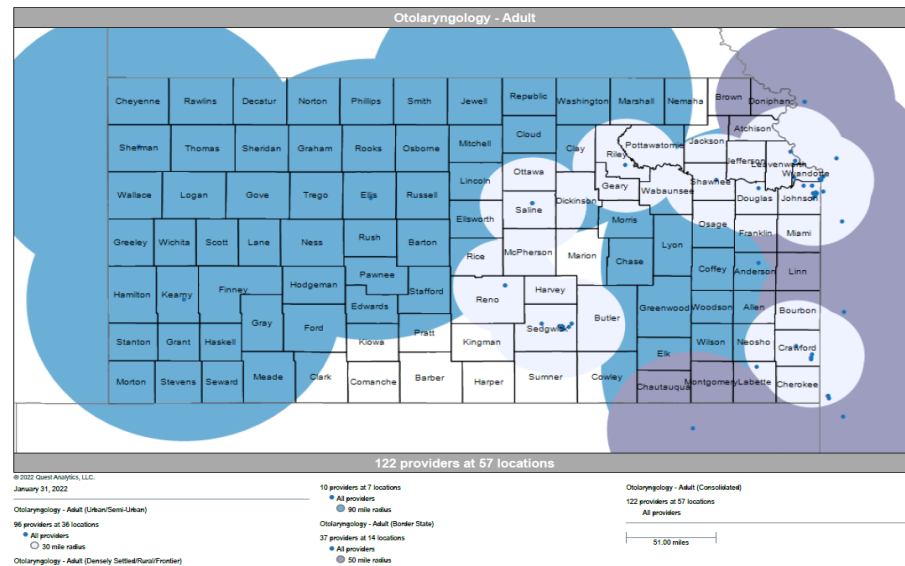 Otolaryngology - Adult
Cheyenne Rawlins Decatur Norton Phillips Smith Jewell Republic Washington Marshall Nemaha Brown Doniphan
Atchison
Sherman Thomas Sheridan Graham Rooks Osborne Mitchell Cloud Clay Riley Pottawatomie Jackson Jefferson Leavenworth Wyandotte
Ottawa
Wallace Logan Gove Trego Ellis Russell Lincoln Saline Dickinson Geary Wabaunsee Shawnee Douglas Johnson
Ellsworth Morris Osage
Greeley Wichita Scott Lane Ness Rush Barton Rice McPherson Marion Chase Lyon Franklin Miami
Pawnee Coffey Anderson Linn
Hamilton Kearny Finney Hodgeman Edwards Stafford Reno Harvey Butler Greenwood Woodson Allen Bourbon
Gray Ford Pratt Sedgwick
Stanton Grant Haskell Kiowa Kingman Elk Wilson Neosho Crawford
Morton Stevens Seward Meade Clark Comanche Barber Harper Sumner Cowley Chautauqua Montgomery Labette Cherokee
122 providers at 57 locations
© 2022 Quest Analytics, LLC.
January 31, 2022
Otolaryngology - Adult (Urban/Semi-Urban)
96 providers at 36 locations
All providers
30 mile radius
Otolaryngology - Adult (Densely Settled/Rural/Frontier)
10 providers at 7 locations
All providers
90 mile radius
Otolaryngology - Adult (Border State)
37 providers at 14 locations
All providers
50 mile radius
Otolaryngology - Adult (Consolidated)
122 providers at 57 locations
All providers
51.00 miles